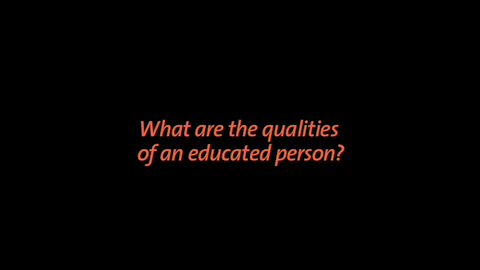 What are the qualities
of an educated person?